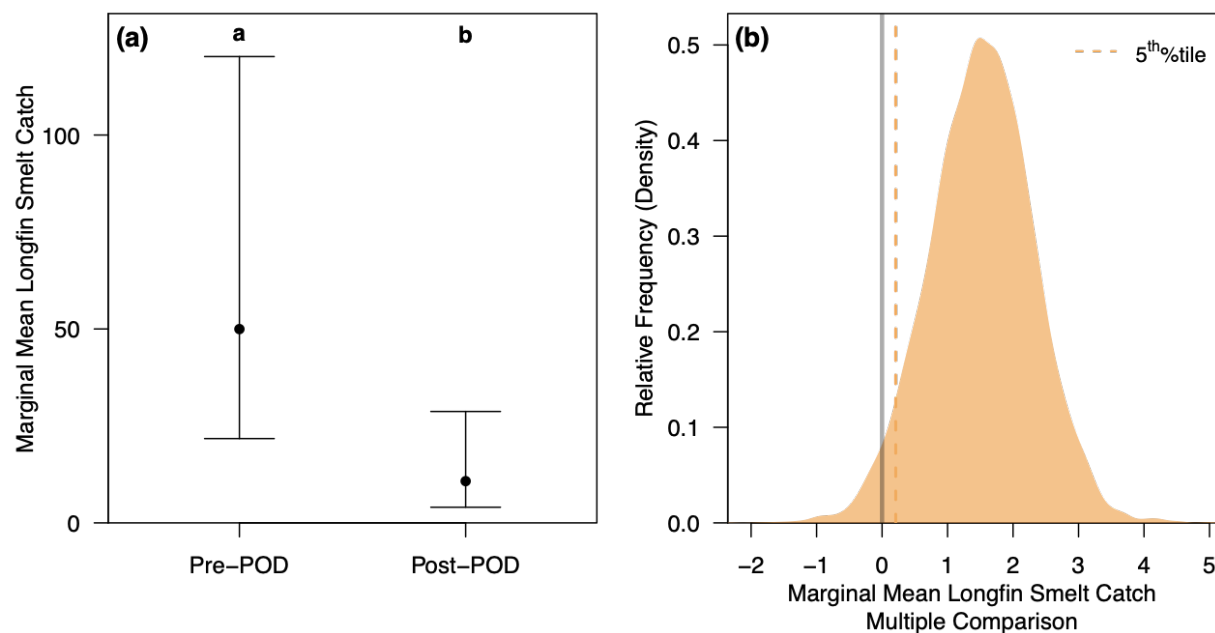 (a)
a
b
Marginal Mean Longfin Smelt Catch
100
50
0
Pre−POD
Post−POD
(b)
5th%tile
Relative Frequency (Density)
0.5
0.4
0.3
0.2
0.1
0.0
−2 −1 0 1 2 3 4 5
Marginal Mean Longfin Smelt Catch
Multiple Comparison